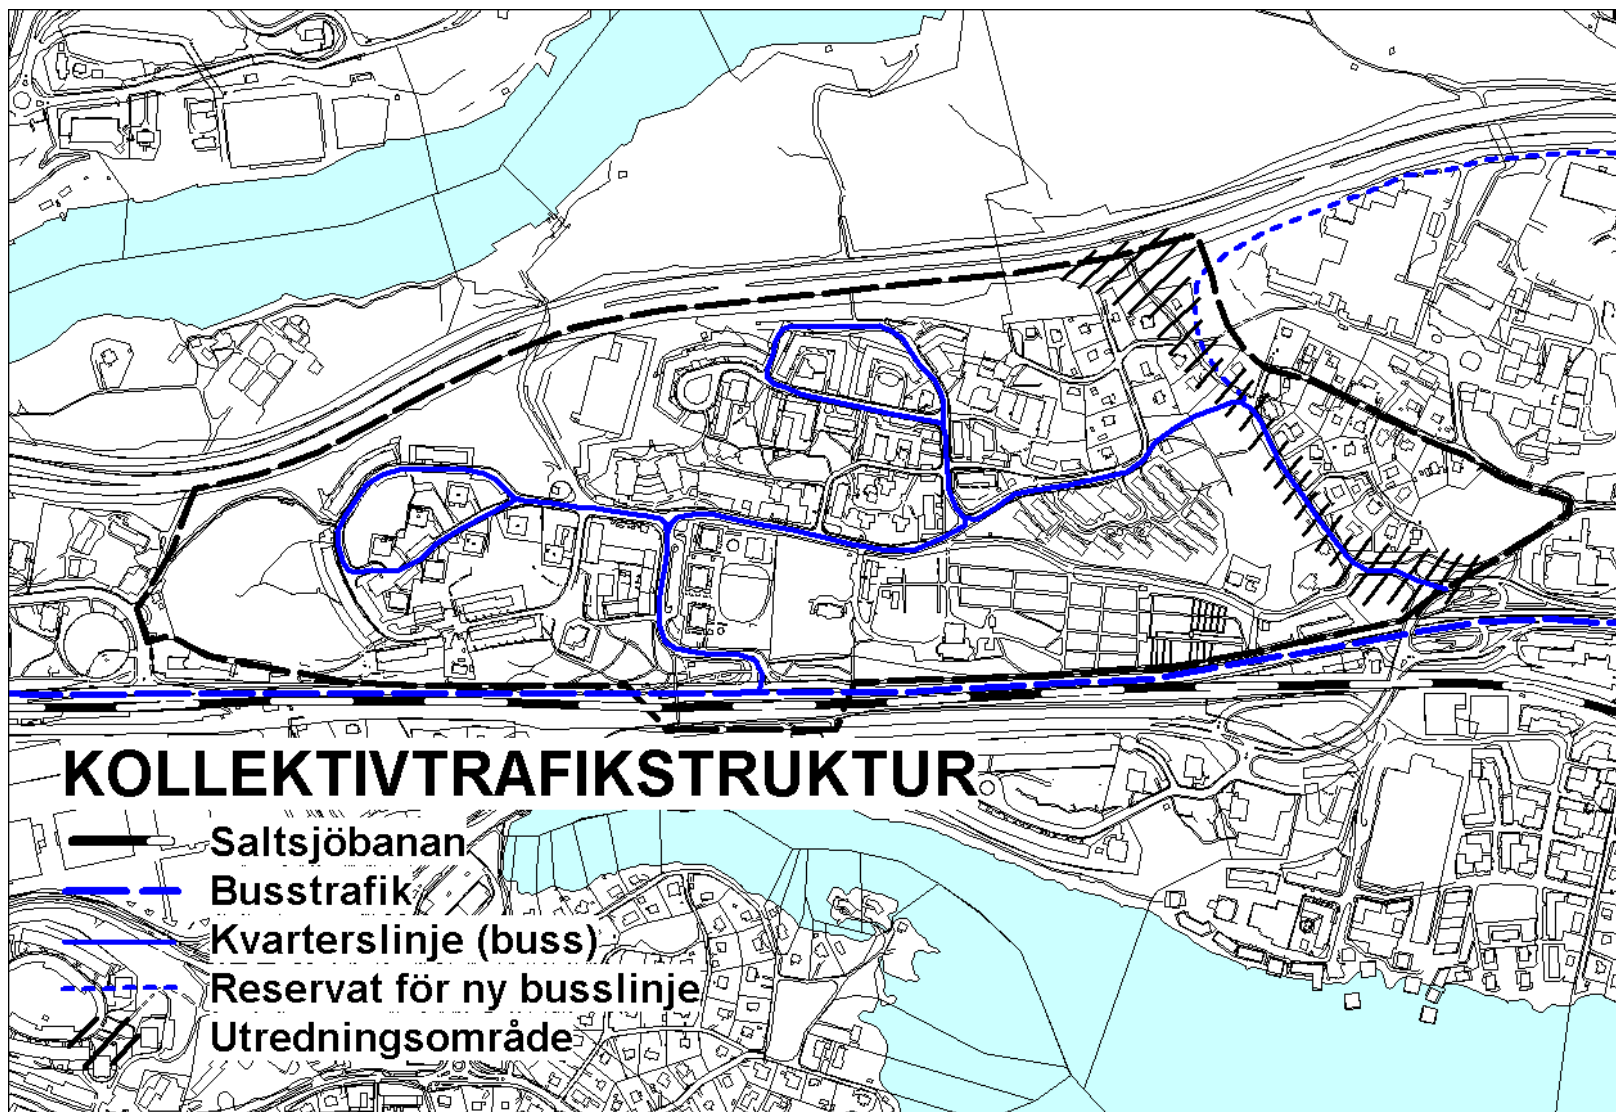 KOLLEKTIVTRAFIKSTRUKTUR
Saltsjöbanan
Busstrafik
Kvarterslinje (buss)
Reservat för ny busslinje
Utredningsområde